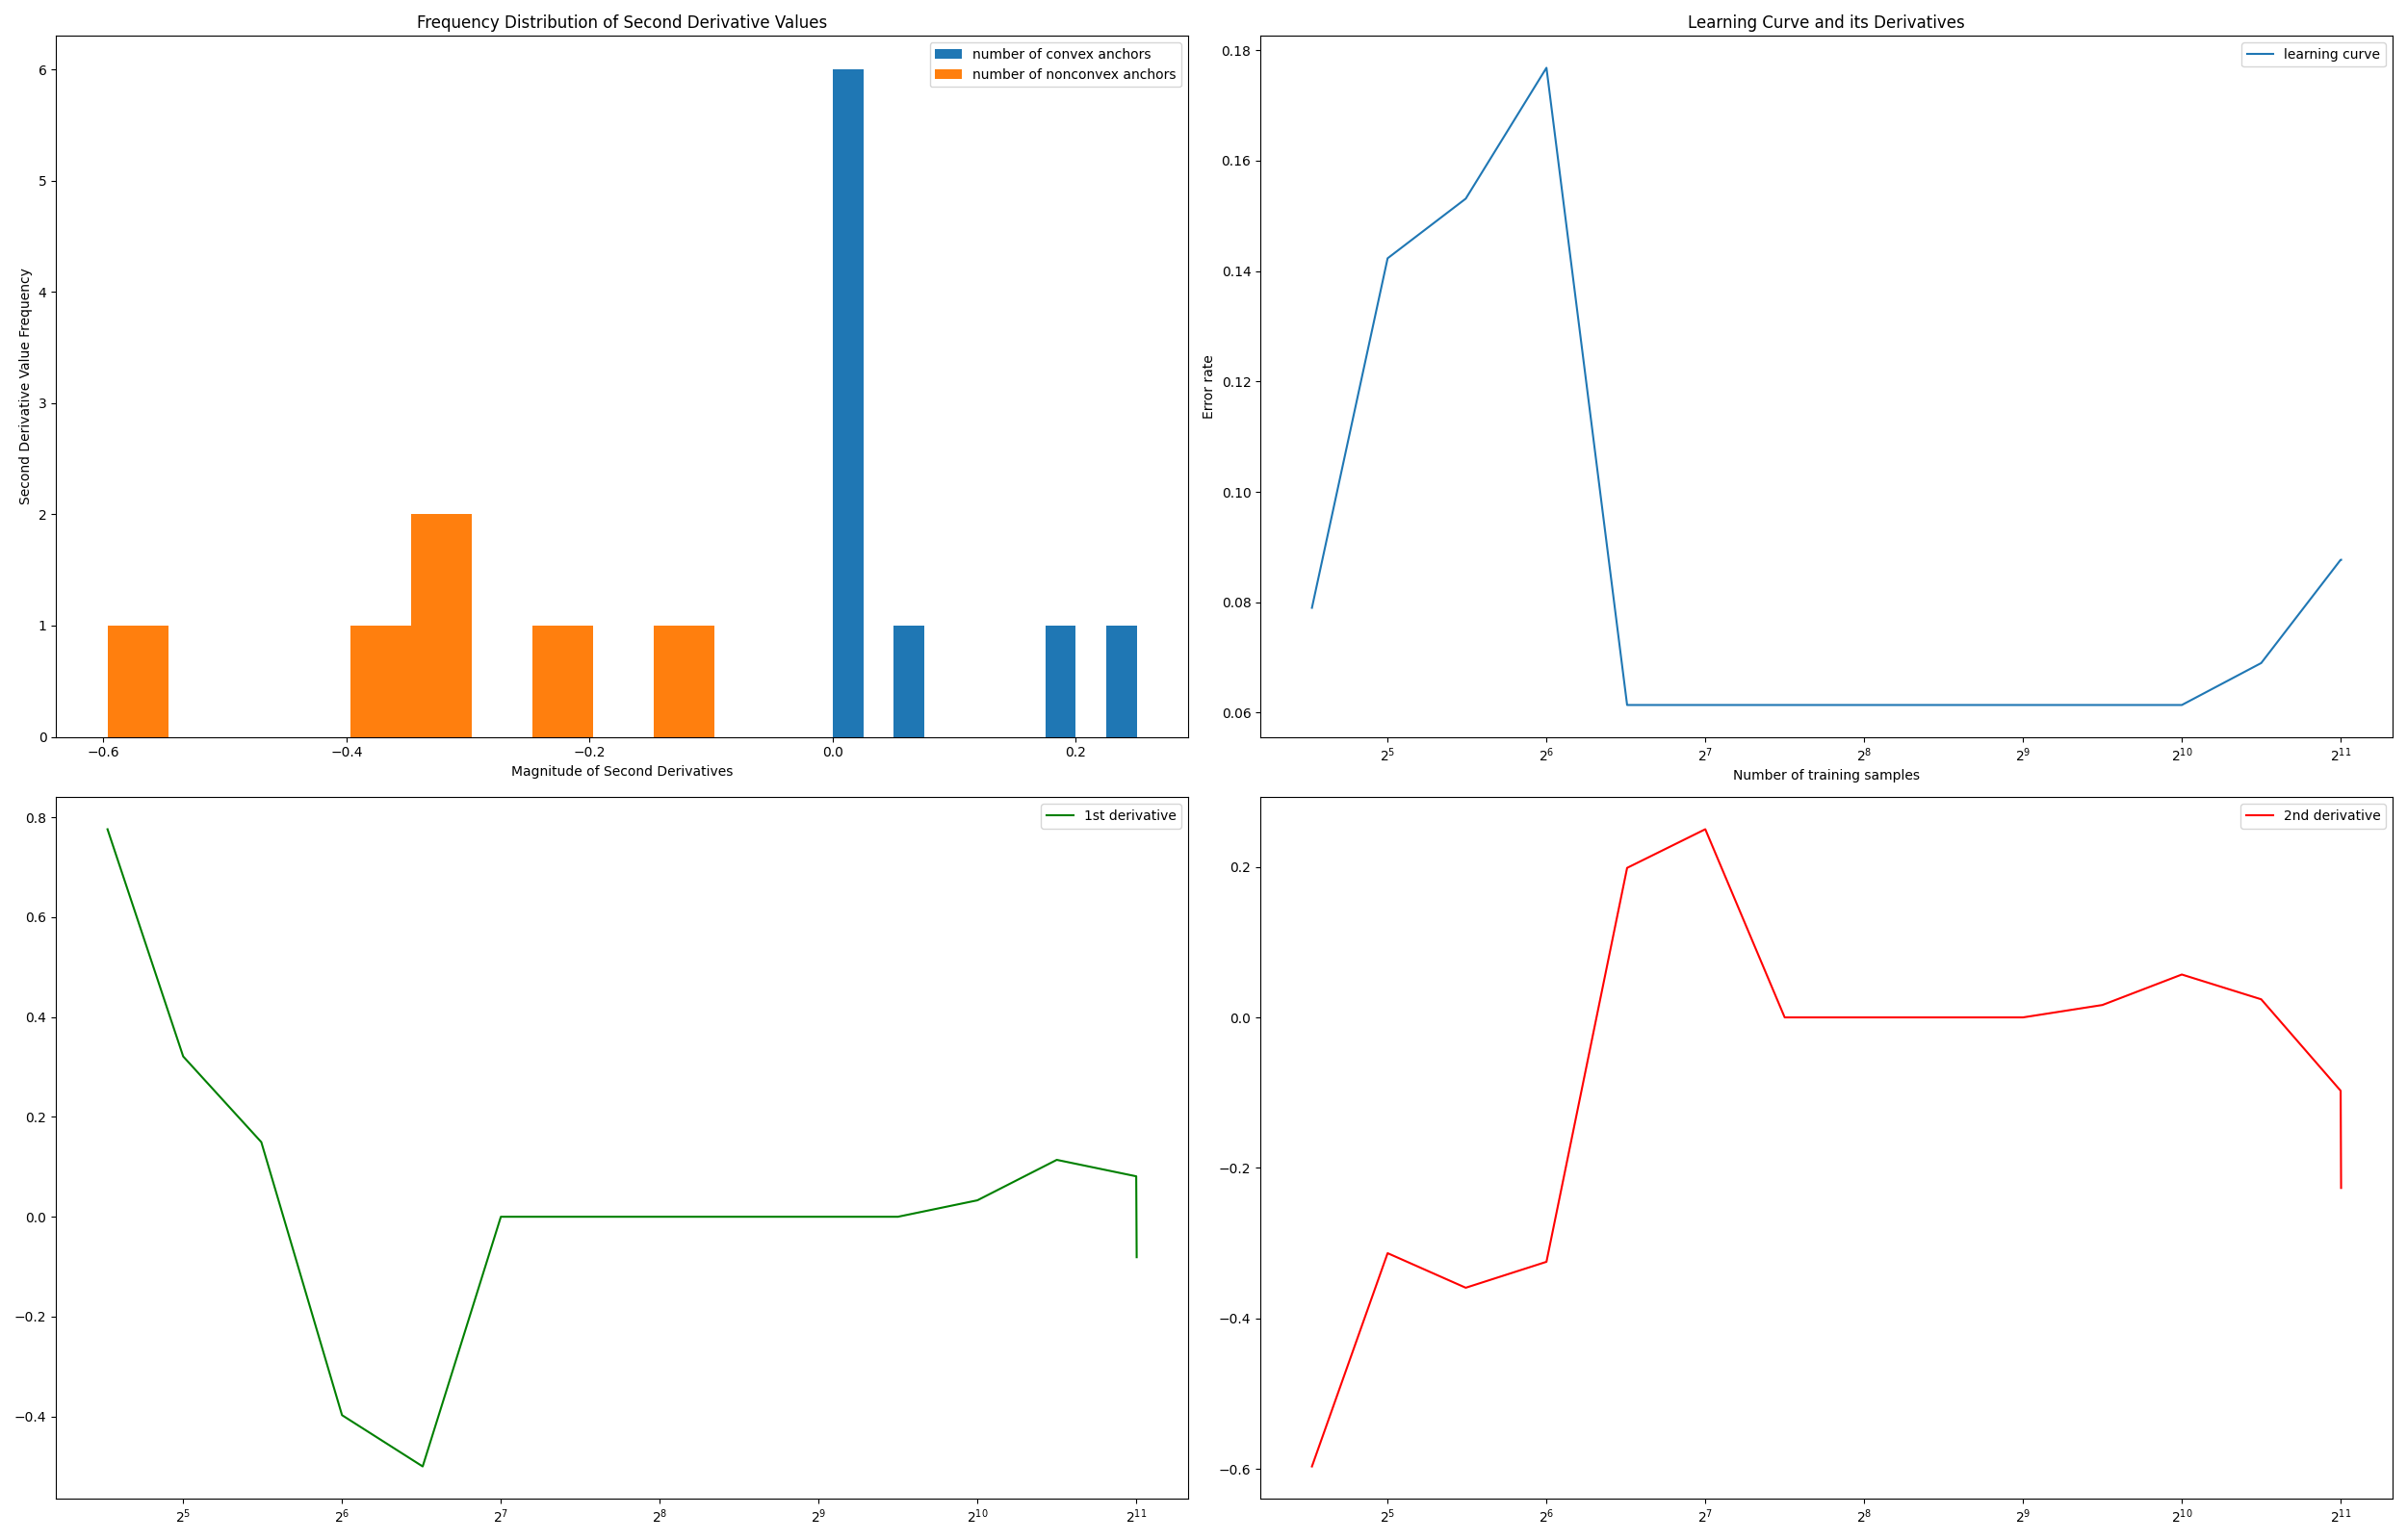 Frequency Distribution of Second Derivative Values
number of convex anchors
number of nonconvex anchors
Second Derivative Value Frequency
6
5
4
3
2
1
0
−0.6 −0.4 −0.2 0.0 0.2
Magnitude of Second Derivatives
Learning Curve and its Derivatives
learning curve
Error rate
0.18
0.16
0.14
0.12
0.10
0.08
0.06
2^5 2^6 2^7 2^8 2^9 2^10 2^11
Number of training samples
1st derivative
0.8
0.6
0.4
0.2
0.0
−0.2
−0.4
2^5 2^6 2^7 2^8 2^9 2^10 2^11
2nd derivative
0.2
0.0
−0.2
−0.4
−0.6
2^5 2^6 2^7 2^8 2^9 2^10 2^11